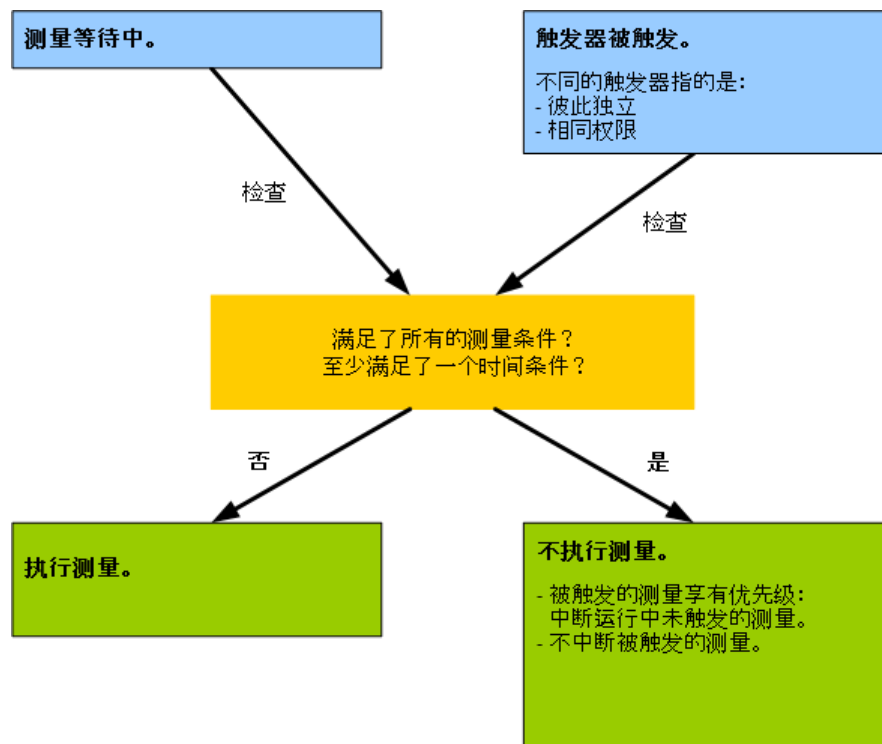 测量等待中。
触发器被触发。
不同的触发器指的是：
- 彼此独立
- 相同权限
检查
检查
满足了所有的测量条件？
至少满足了一个时间条件？
否
是
执行测量。
不执行测量。
- 被触发的测量享有优先级：
中断运行中未触发的测量。
- 不中断被触发的测量。